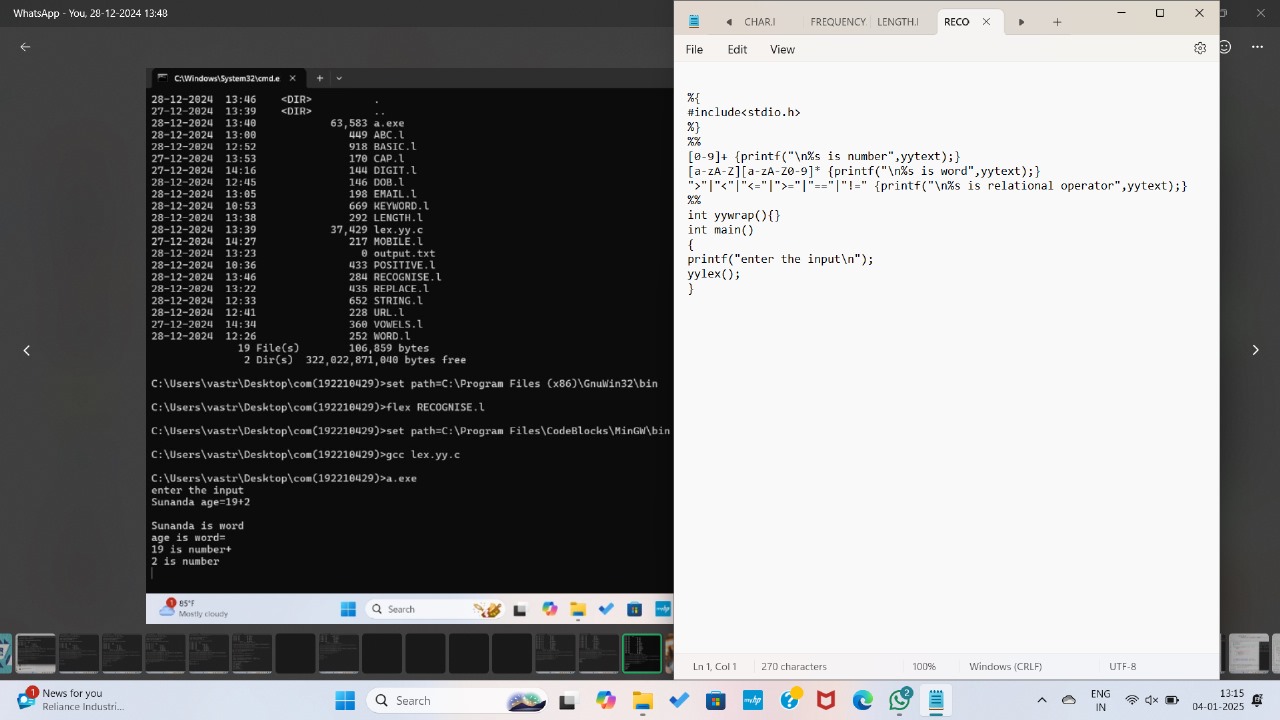 WhatsApp - You, 28-12-2024 13:48
C:\Windows\System32\cmd.e
28-12-2024  13:46    <DIR>          .
27-12-2024  13:39    <DIR>          ..
28-12-2024  13:40            63,583 a.exe
28-12-2024  13:00               449 ABC.l
28-12-2024  12:52               918 BASIC.l
27-12-2024  13:53               170 CAP.l
27-12-2024  14:16               144 DIGIT.l
28-12-2024  12:45               146 DOB.l
28-12-2024  13:05               198 EMAIL.l
28-12-2024  10:53               669 KEYWORD.l
28-12-2024  13:38               292 LENGTH.l
28-12-2024  13:39            37,429 lex.yy.c
27-12-2024  14:27               217 MOBILE.l
28-12-2024  13:23                 0 output.txt
28-12-2024  10:36               433 POSITIVE.l
28-12-2024  13:46               284 RECOGNISE.l
28-12-2024  13:22               435 REPLACE.l
28-12-2024  12:33               652 STRING.l
28-12-2024  12:41               228 URL.l
27-12-2024  14:34               360 VOWELS.l
28-12-2024  12:26               252 WORD.l
19 File(s)        106,859 bytes
2 Dir(s)  322,022,871,040 bytes free
C:\Users\vastr\Desktop\com(192210429)>set path=C:\Program Files (x86)\GnuWin32\bin
C:\Users\vastr\Desktop\com(192210429)>flex RECOGNISE.l
C:\Users\vastr\Desktop\com(192210429)>set path=C:\Program Files\CodeBlocks\MinGW\bin
C:\Users\vastr\Desktop\com(192210429)>gcc lex.yy.c
C:\Users\vastr\Desktop\com(192210429)>a.exe
enter the input
Sunanda age=19+2
Sunanda is word
age is word=
19 is number+
2 is number
1
85°F
Mostly cloudy
Search
CHAR.l
FREQUENCY
LENGTH.l
RECO
File
Edit
View
%{
#include<stdio.h>
%}
%%
[0-9]+ {printf("\n%s is number",yytext);}
[a-zA-Z][a-zA-Z0-9]* {printf("\n%s is word",yytext);}
">"|"<"|"<="|">="|"=="|"!=" {printf("\n%s is relational operator",yytext);}
%%
int yywrap(){}
int main()
{
printf("enter the input\n");
yylex();
}
Ln 1, Col 1
270 characters
100%
Windows (CRLF)
UTF-8
1
News for you
Reliance Industri...
Search
2
ENG
IN
13:15
04-01-2025